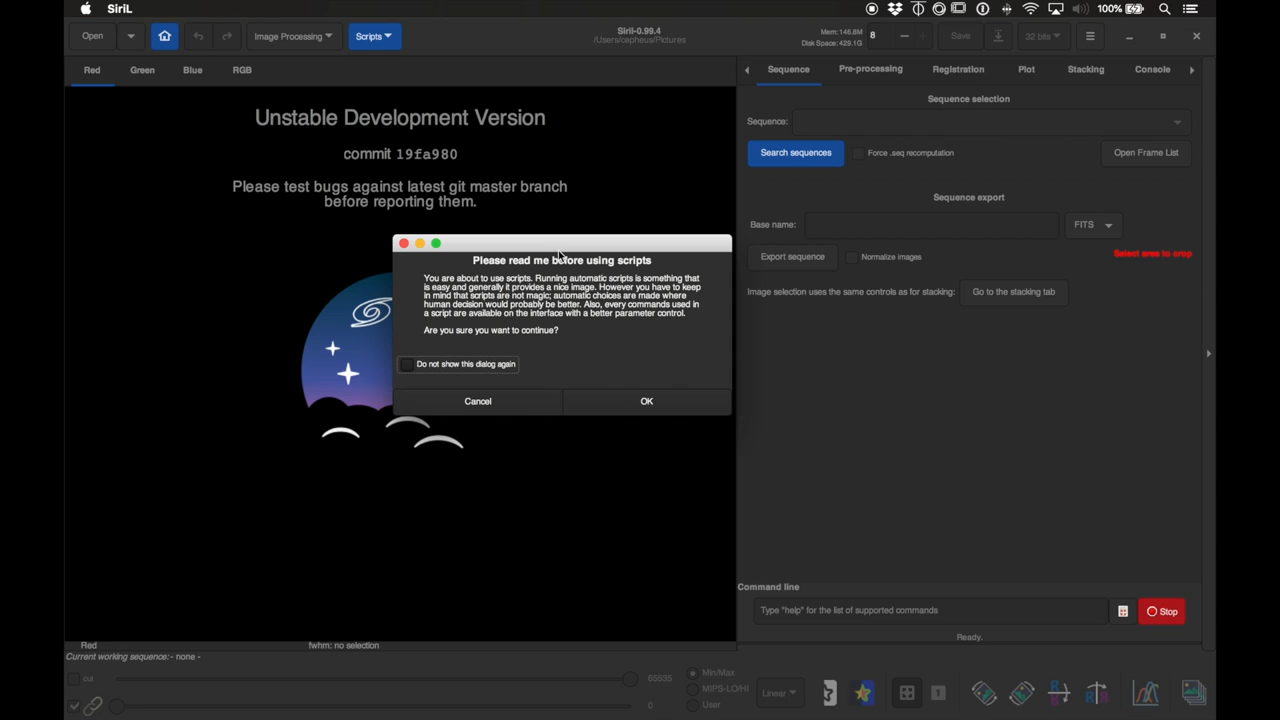 SiriL
100%
Open
Image Processing
Scripts
Siril-0.99.4
/Users/ospheus/Pictures
Mem: 146.8M
Disk Space: 429.1G
8
Save
32 bits
Red
Green
Blue
RGB
Sequence
Pre-processing
Registration
Plot
Stacking
Console
Unstable Development Version
commit 19fa980
Please test bugs against latest git master branch
before reporting them.
Sequence selection
Sequence:
Search sequences
Force .seq recomputation
Open Frame List
Sequence export
Base name:
FITS
Export sequence
Normalize images
Select area to crop
Image selection uses the same controls as for stacking:
Go to the stacking tab
Please read me before using scripts
You are about to use scripts. Running automatic scripts is something that
is easy and generally it provides a nice image. However you have to keep
in mind that scripts are not magic; automatic choices are made where
human decision would probably be better. Also, every commands used in
a script are available on the interface with a better parameter control.
Are you sure you want to continue?
Do not show this dialog again
Cancel
OK
Command line
Type "help" for the list of supported commands
Stop
Ready.
Red
fwhm: no selection
Current working sequence:- none -
cut
65535
0
Min/Max
MIPS-LO/HI
User
Linear
1